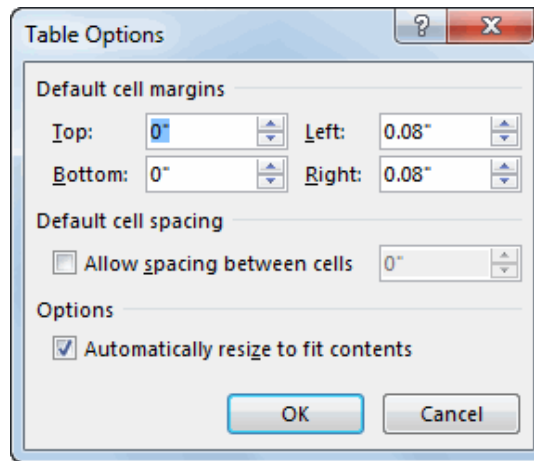 Table Options ?
Default cell margins
Top: 0" Left: 0.08"
Bottom: 0" Right: 0.08"
Default cell spacing
Allow spacing between cells 0"
Options
Automatically resize to fit contents
OK Cancel